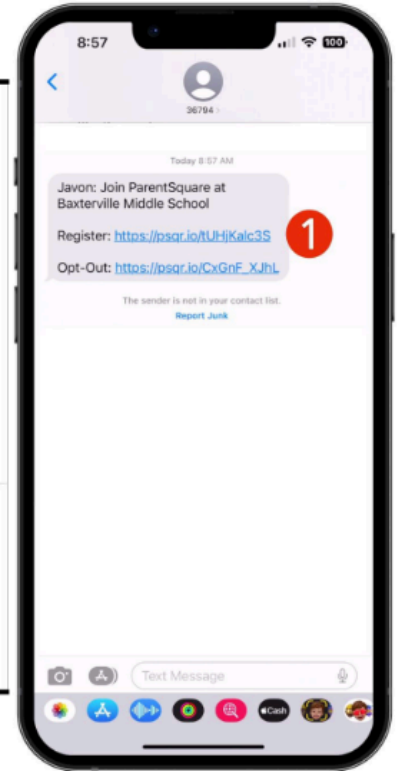 8:57
100
36794 >
Today 8:57 AM
Javon: Join ParentSquare at
Baxterville Middle School
Register: https://psqr.io/tUHjKalc3S
1
Opt-Out: https://psqr.io/CxGnF_XJhL
The sender is not in your contact list.
Report Junk
Text Message
Cash